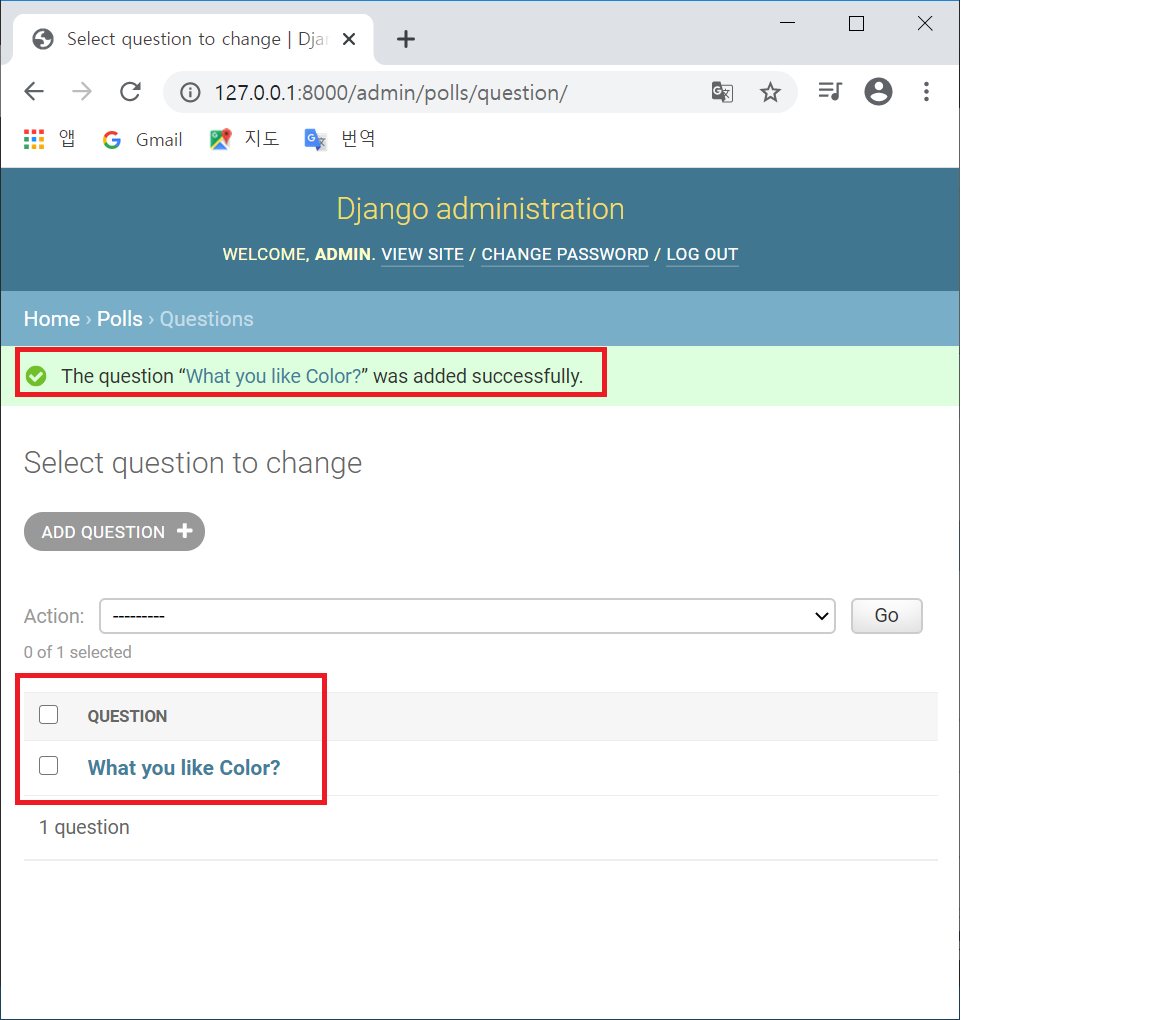 Select question to change | Djan
127.0.0.1:8000/admin/polls/question/
앱 Gmail 지도 번역
Django administration
WELCOME, ADMIN. VIEW SITE / CHANGE PASSWORD / LOG OUT
Home › Polls › Questions
The question “What you like Color?” was added successfully.
Select question to change
ADD QUESTION +
Action: --------- Go
0 of 1 selected
QUESTION
What you like Color?
1 question